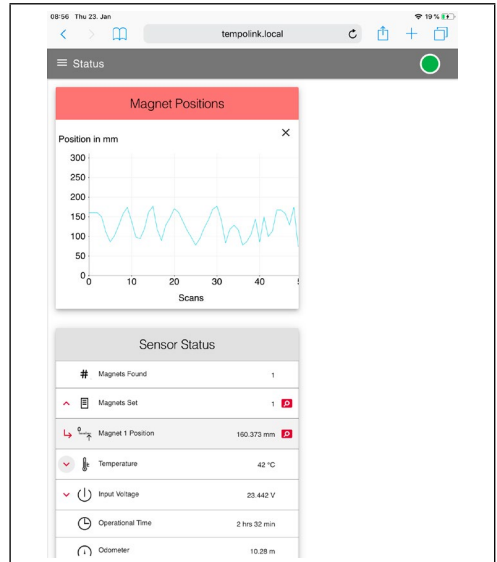 08:56 Thu 23. Jan 19 %
tempolink.local
Status
Magnet Positions
Position in mm
300
250
200
150
100
50
0
0 10 20 30 40
Scans
Sensor Status
# Magnets Found 1
Magnets Set 1
Magnet 1 Position 160.373 mm
Temperature 42 °C
Input Voltage 23.442 V
Operational Time 2 hrs 32 min
Odometer 10.28 m